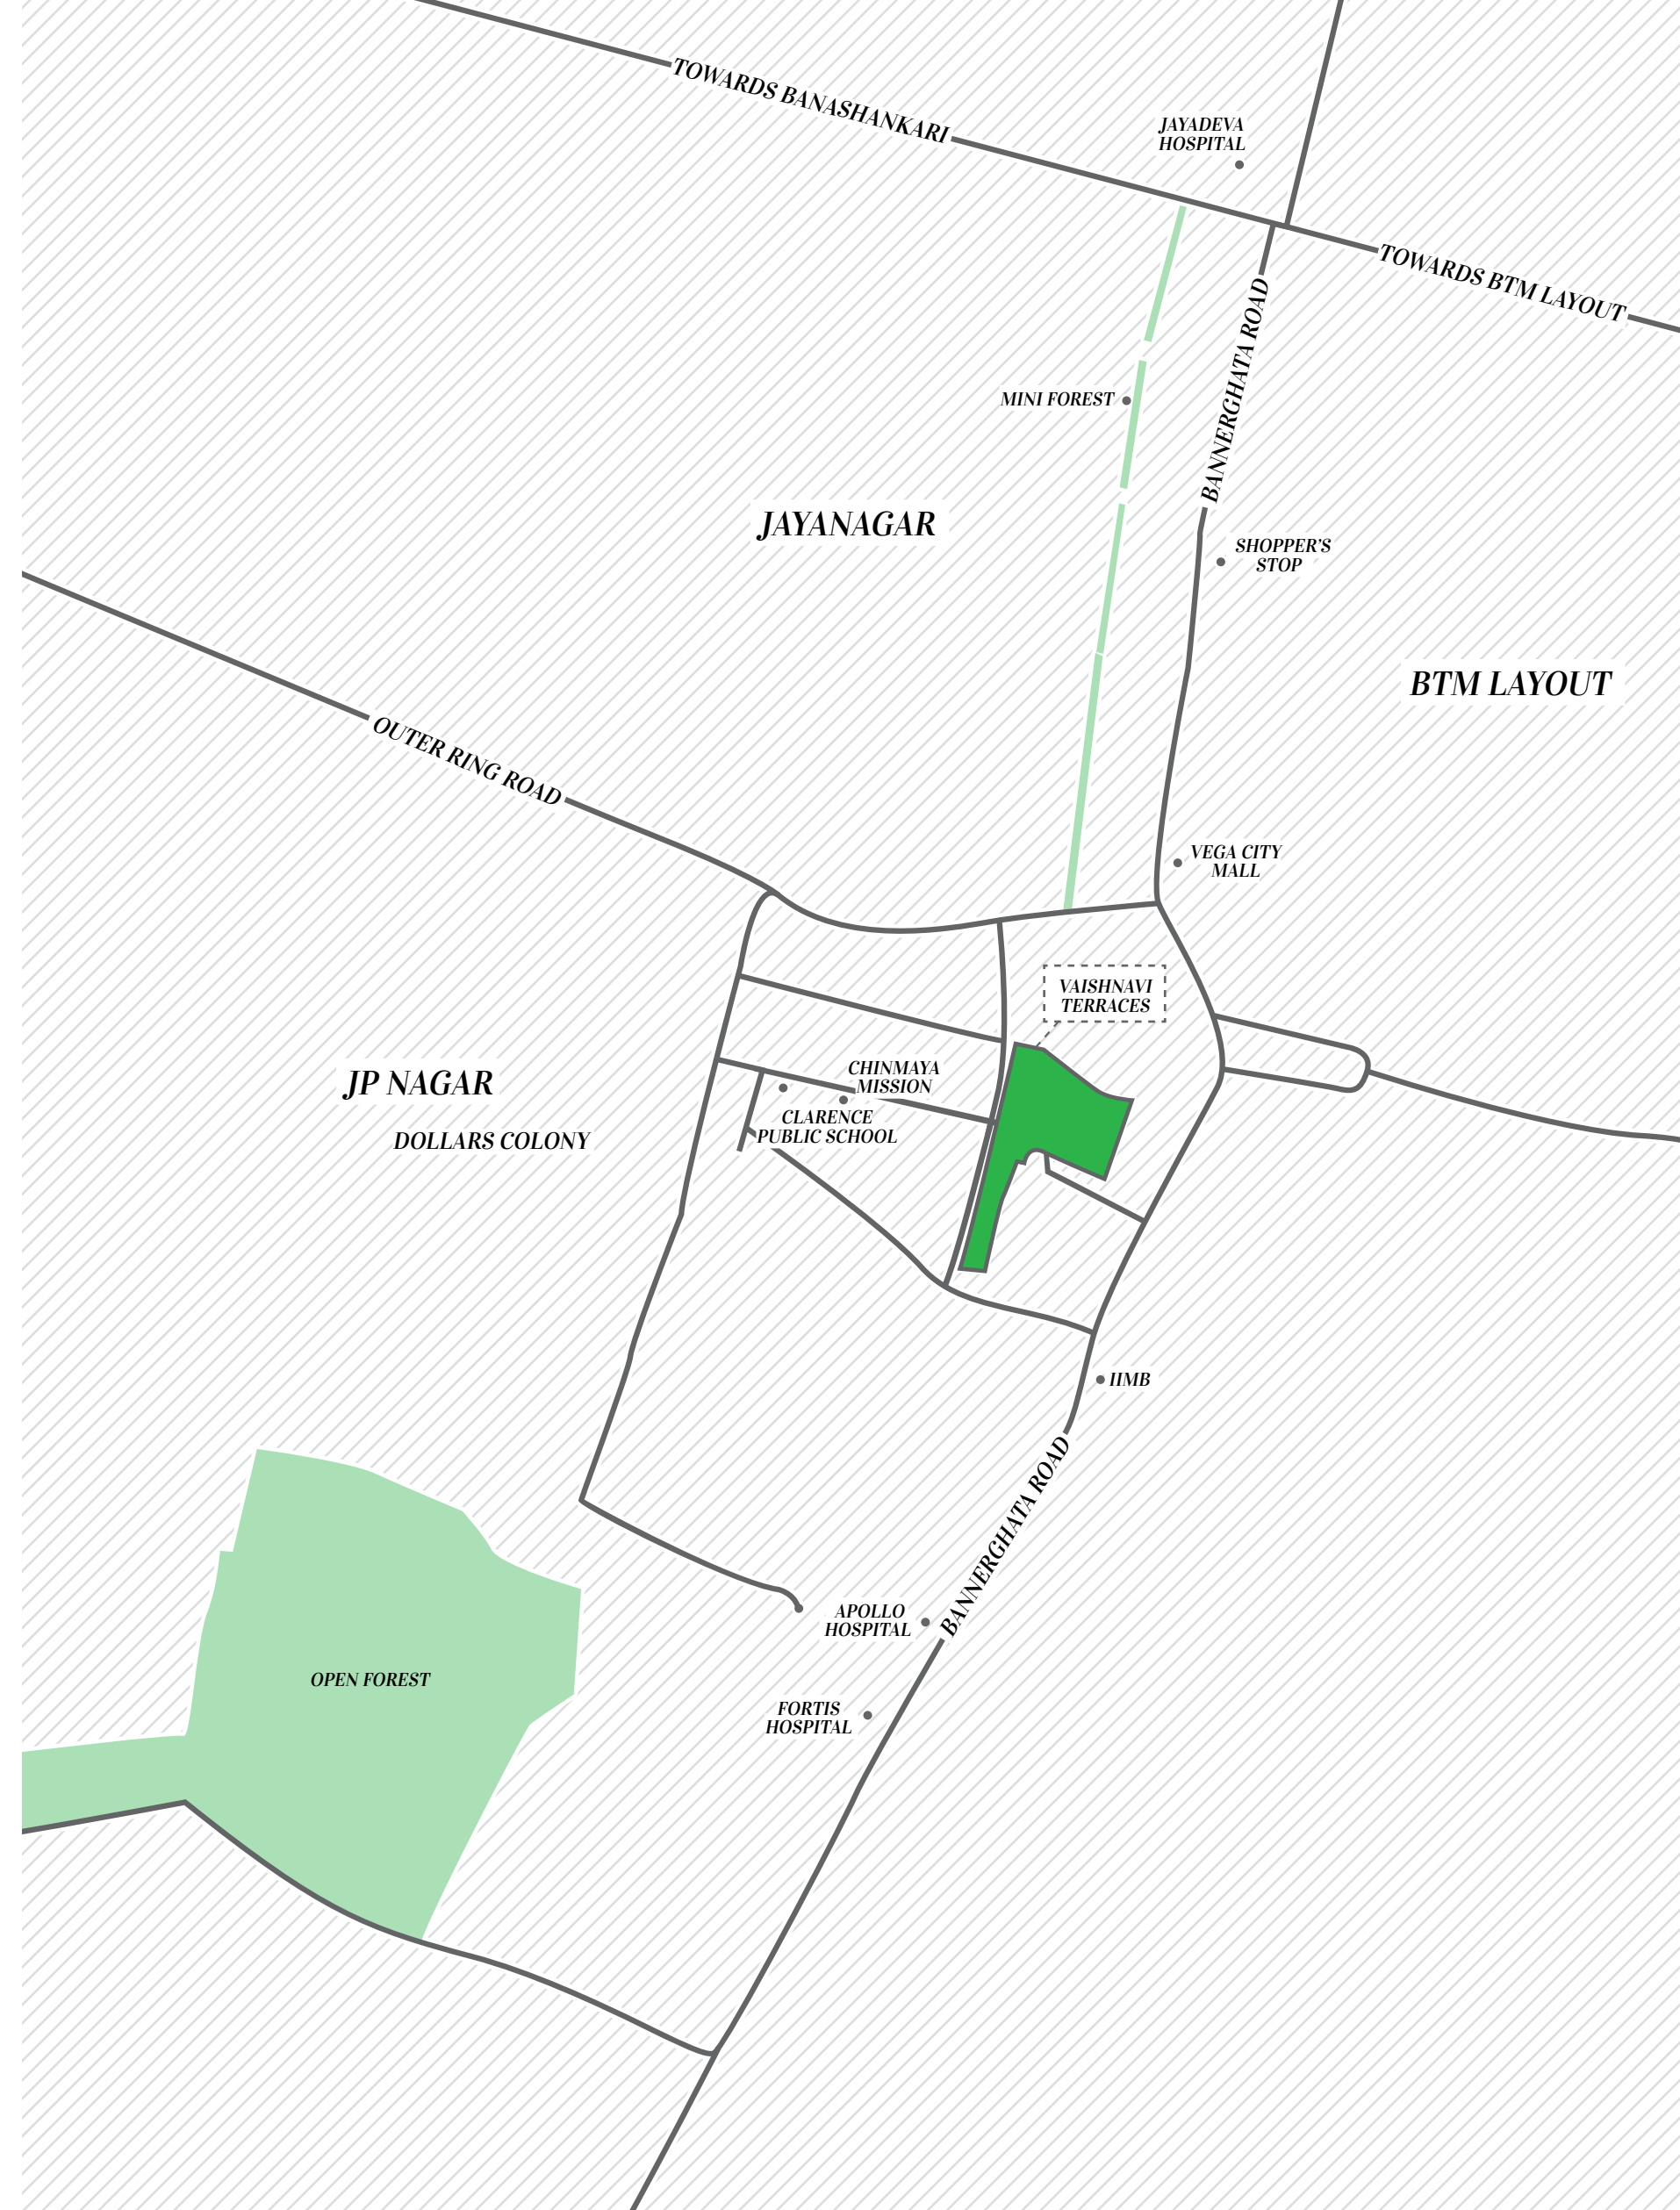 TOWARDS BANASHANKARI
JAYADEVA
HOSPITAL
TOWARDS BTM LAYOUT
BANNERGHATA ROAD
MINI FOREST
JAYANAGAR
SHOPPER'S
STOP
BTM LAYOUT
OUTER RING ROAD
VEGA CITY
MALL
VAISHNAVI
TERRACES
CHINMAYA
MISSION
JP NAGAR
CLARENCE
PUBLIC SCHOOL
DOLLARS COLONY
IIMB
BANNERGHATA ROAD
APOLLO
HOSPITAL
OPEN FOREST
FORTIS
HOSPITAL